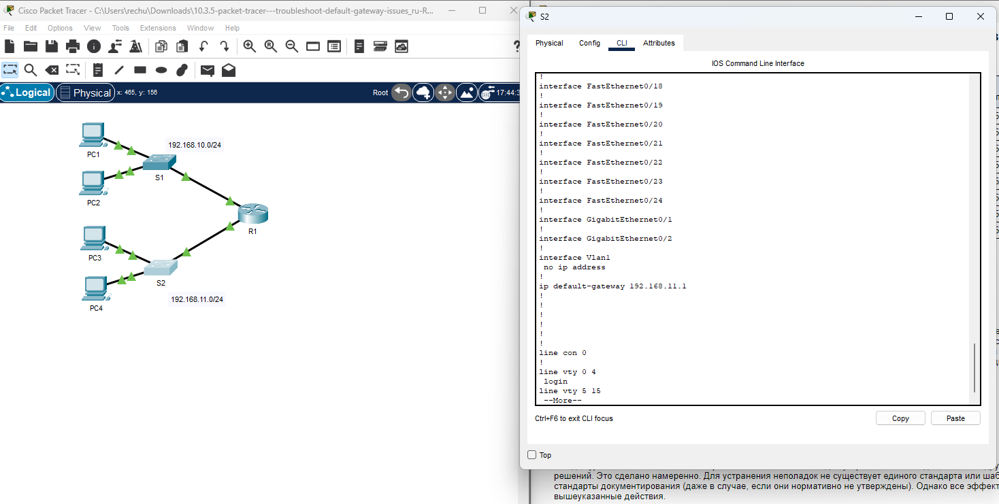 Cisco Packet Tracer - C:\Users\rechu\Downloads\10.3.5-packet-tracer---troubleshoot-default-gateway-issues_ru-R...
File Edit Options View Tools Extensions Window Help
?
Logical Physical x: 465, y: 156 Root 17:44:3
PC1
192.168.10.0/24
S1
PC2
R1
PC3
S2
192.168.11.0/24
PC4
S2
Physical Config CLI Attributes
IOS Command Line Interface
!
interface FastEthernet0/18
!
interface FastEthernet0/19
!
interface FastEthernet0/20
!
interface FastEthernet0/21
!
interface FastEthernet0/22
!
interface FastEthernet0/23
!
interface FastEthernet0/24
!
interface GigabitEthernet0/1
!
interface GigabitEthernet0/2
!
interface Vlan1
no ip address
!
ip default-gateway 192.168.11.1
!
!
!
!
!
!
line con 0
!
line vty 0 4
login
line vty 5 15
--More--
Ctrl+F6 to exit CLI focus
Copy Paste
Top
решений. Это сделано намеренно. Для устранения неполадок не существует единого стандарта или шаб
стандарты документирования (даже в случае, если они нормативно не утверждены). Однако все эффект
вышеуказанные действия.